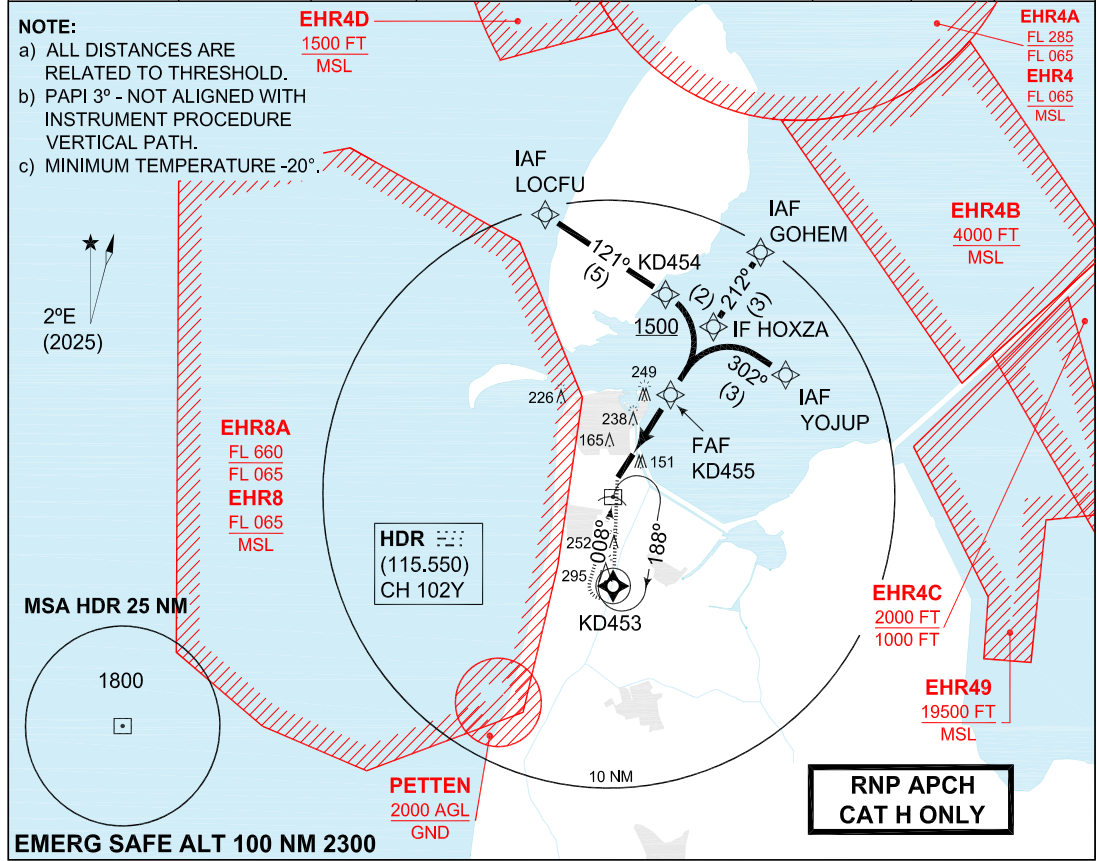 NOTE:
a) ALL DISTANCES ARE
RELATED TO THRESHOLD.
b) PAPI 3º - NOT ALIGNED WITH
INSTRUMENT PROCEDURE
VERTICAL PATH.
c) MINIMUM TEMPERATURE -20°.
EHR4D
1500 FT
MSL
EHR4A
FL 285
FL 065
EHR4
FL 065
MSL
IAF
LOCFU
IAF
GOHEM
EHR4B
4000 FT
MSL
2ºE
(2025)
121º
(5)
KD454
(2)
212º
(3)
1500
IF HOXZA
302º
(3)
IAF
YOJUP
249
226
238
165
151
FAF
KD455
EHR8A
FL 660
FL 065
EHR8
FL 065
MSL
HDR
(115.550)
CH 102Y
008º
188º
252
295
KD453
EHR4C
2000 FT
1000 FT
MSA HDR 25 NM
1800
EHR49
19500 FT
MSL
PETTEN
2000 AGL
GND
10 NM
RNP APCH
CAT H ONLY
EMERG SAFE ALT 100 NM 2300